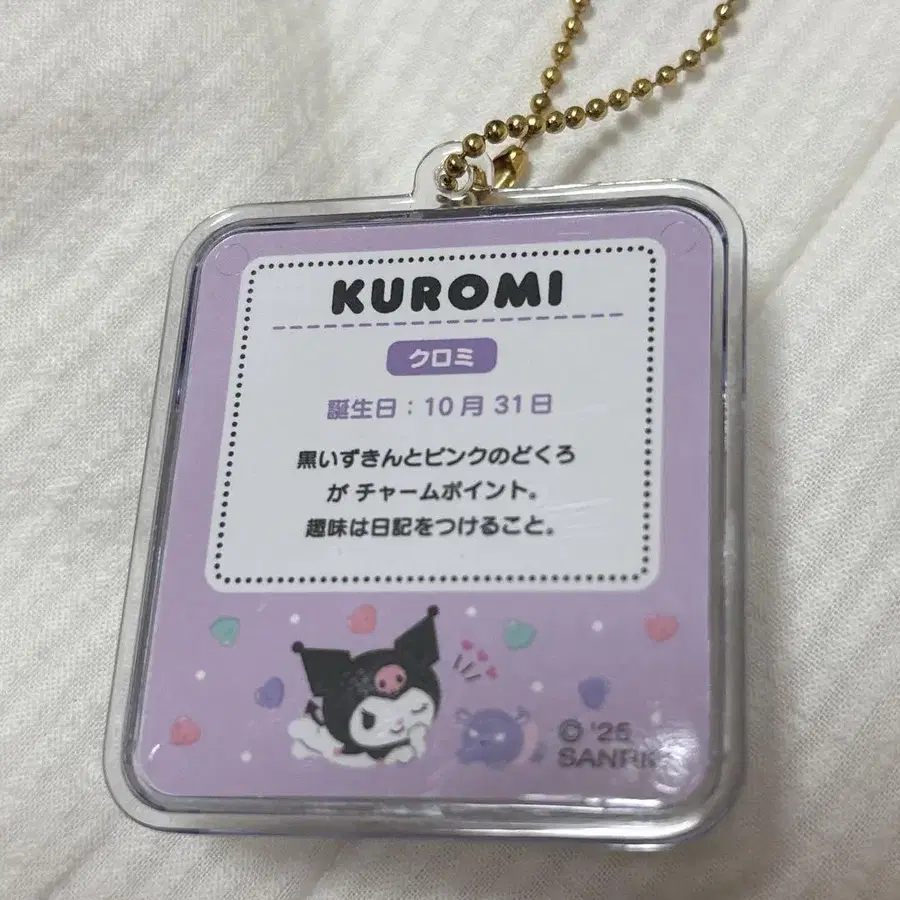 KUROMI
クロミ
誕生日：10月31日
黒いずきんとピンクのどくろ
が チャームポイント。
趣味は日記をつけること。
© '25